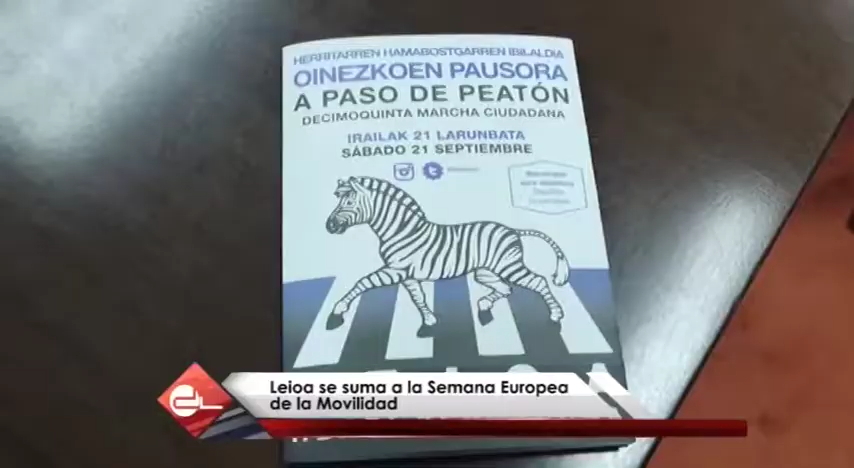 HERRITARREN HAMABOSTGARREN IBILALDIA
OINEZKOEN PAUSORA
A PASO DE PEATÓN
DECIMOQUINTA MARCHA CIUDADANA
IRAILAK 21 LARUNBATA
SÁBADO 21 SEPTIEMBRE
Leioa se suma a la Semana Europea
de la Movilidad